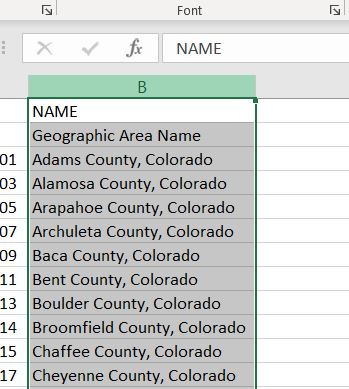 Font
fx NAME
B
NAME
Geographic Area Name
01 Adams County, Colorado
03 Alamosa County, Colorado
05 Arapahoe County, Colorado
07 Archuleta County, Colorado
09 Baca County, Colorado
11 Bent County, Colorado
13 Boulder County, Colorado
14 Broomfield County, Colorado
15 Chaffee County, Colorado
17 Cheyenne County, Colorado